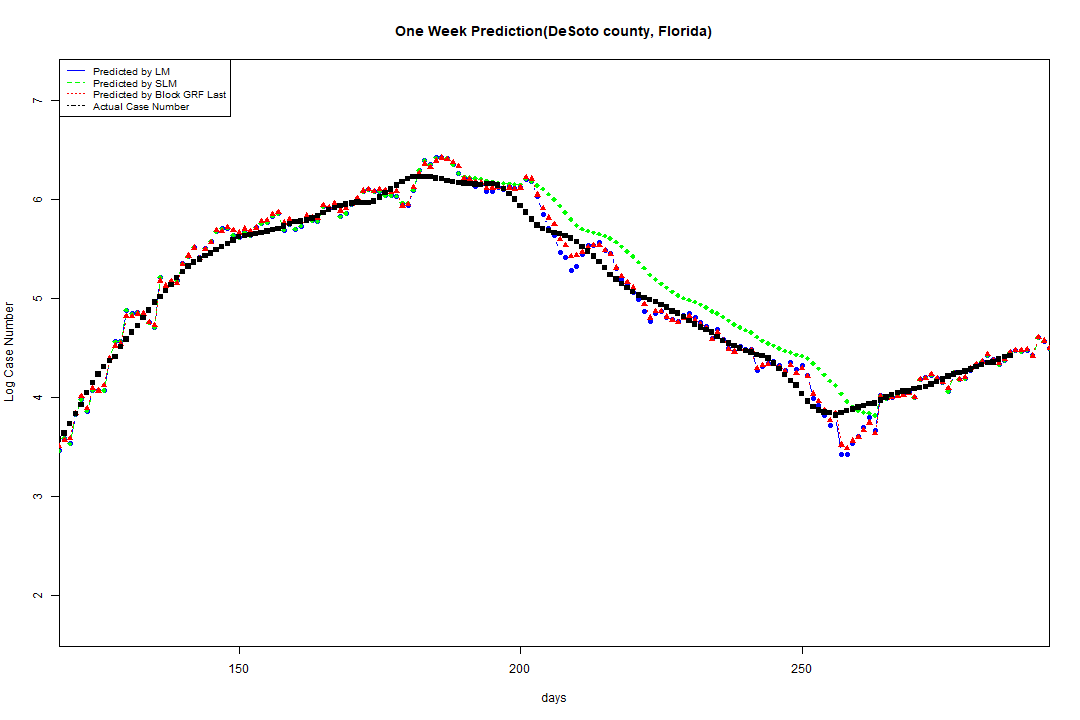 One Week Prediction(DeSoto county, Florida)
Predicted by LM
Predicted by SLM
Predicted by Block GRF Last
Actual Case Number
7
6
5
4
3
2
Log Case Number
150
200
250
days